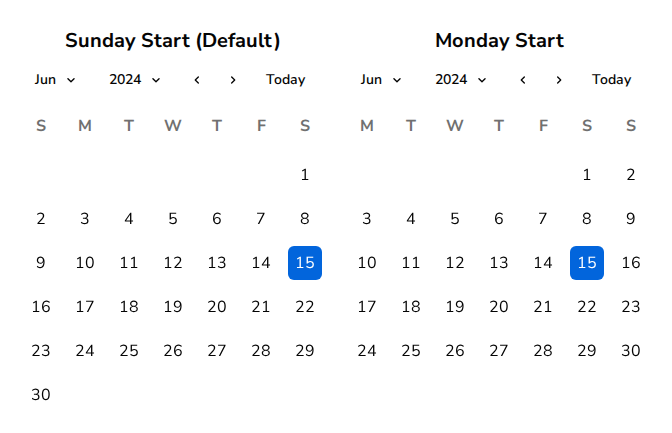 Sunday Start (Default)
Jun 2024 Today
S M T W T F S
1
2 3 4 5 6 7 8
9 10 11 12 13 14 15
16 17 18 19 20 21 22
23 24 25 26 27 28 29
30
Monday Start
Jun 2024 Today
M T W T F S S
1 2
3 4 5 6 7 8 9
10 11 12 13 14 15 16
17 18 19 20 21 22 23
24 25 26 27 28 29 30